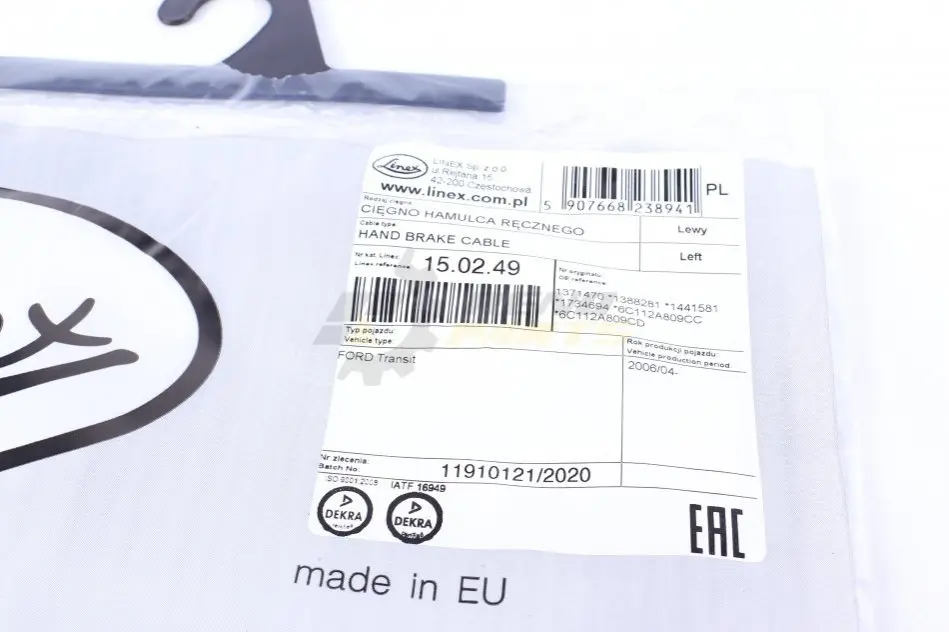 Linex
LINEX Sp. z o.o.
ul. Rejtana 16
42-200 Częstochowa
www.linex.com.pl
5 907668 238941
PL
Rodzaj cięgna:
CIĘGNO HAMULCA RĘCZNEGO
Lewy
Cable type
HAND BRAKE CABLE
Left
Nr kat. Linex:
Linex reference
15.02.49
Nr oryginału:
OR reference
1371470 *1388281 *1441581
*1734694 *6C112A809CC
*6C112A809CD
Typ pojazdu:
Vehicle type:
FORD Transit
Rok produkcji pojazdu:
Vehicle production period
2006/04-
Nr zlecenia:
Batch No:
11910121/2020
ISO 9001:2008
IATF 16949
DEKRA
DEKRA
EAC
made in EU